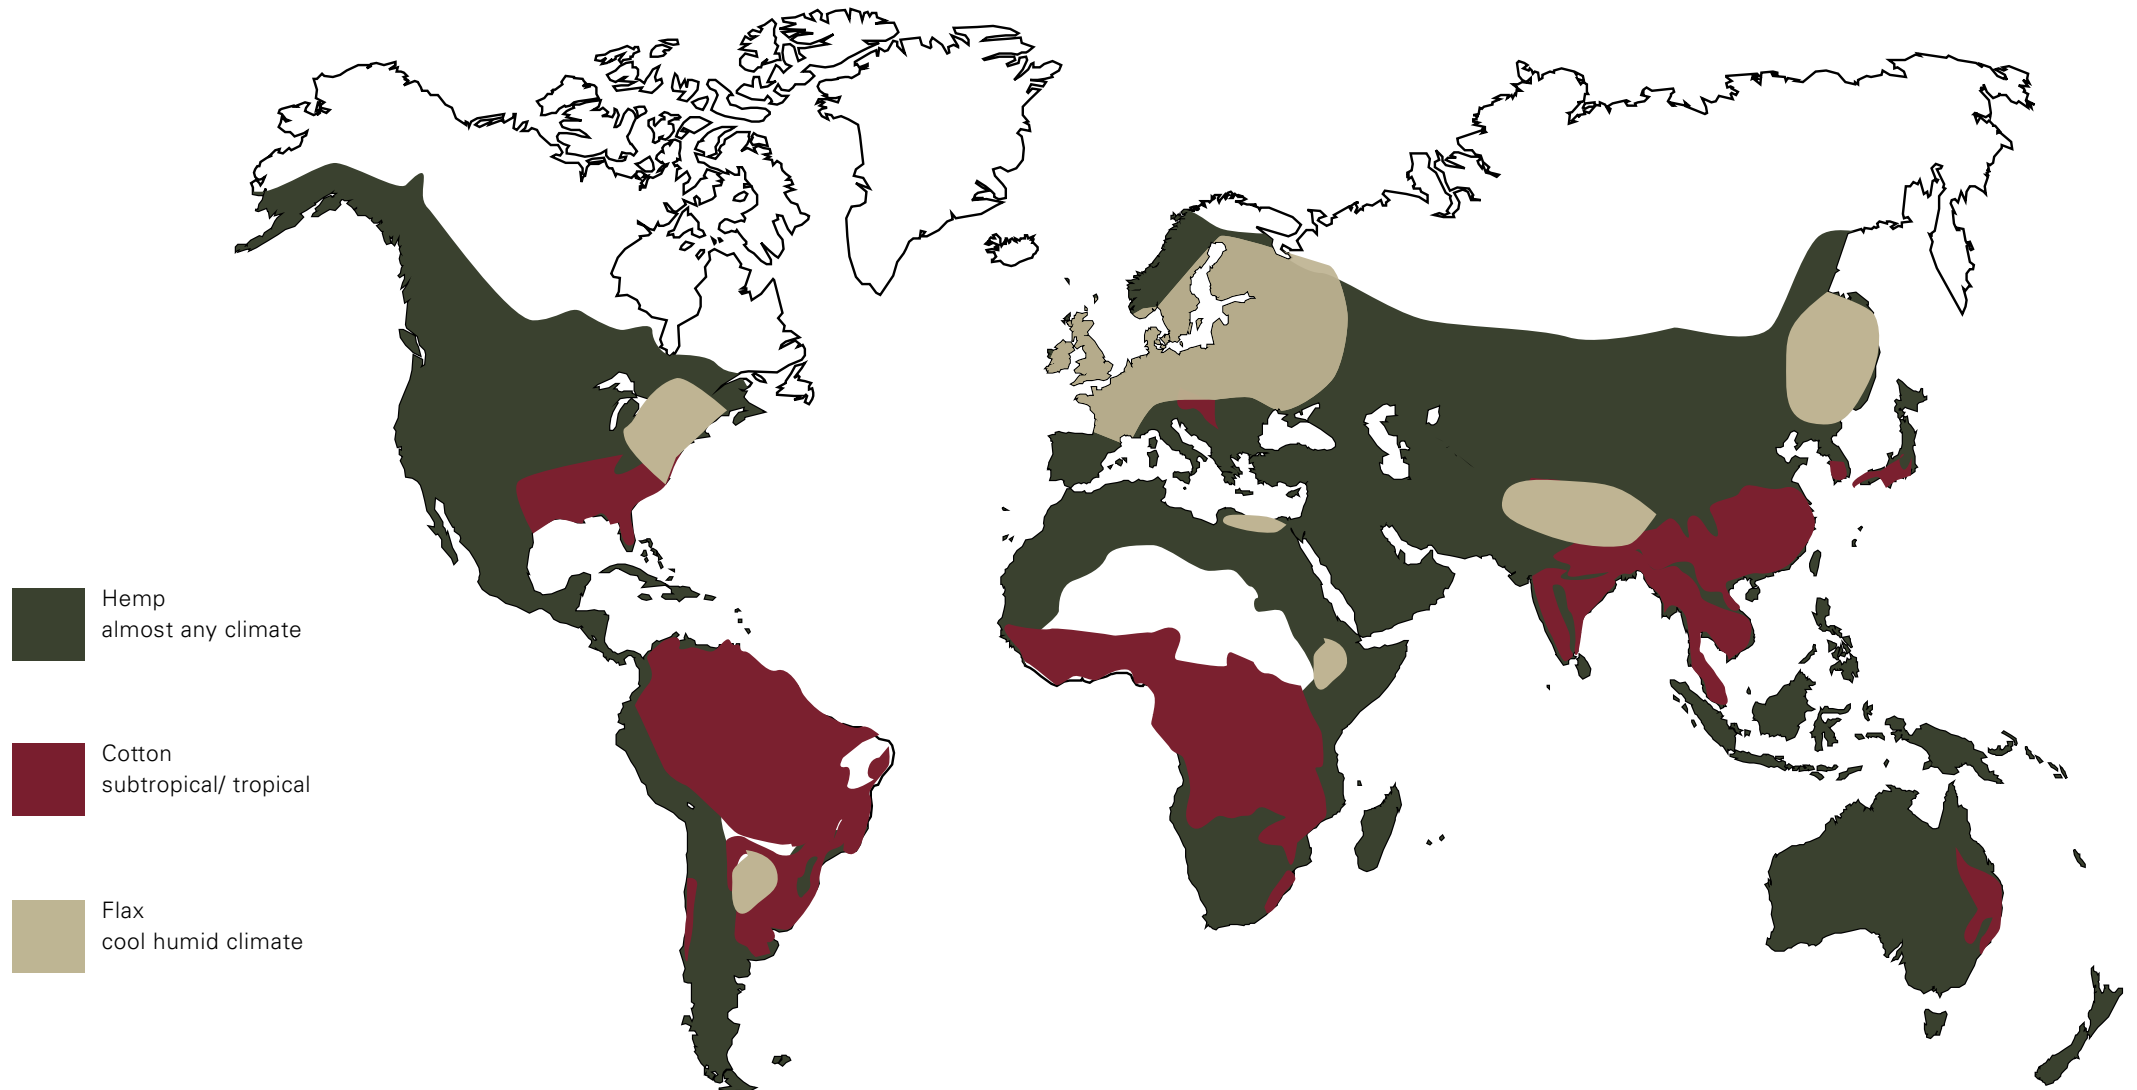 Hemp
almost any climate
Cotton
subtropical/ tropical
Flax
cool humid climate